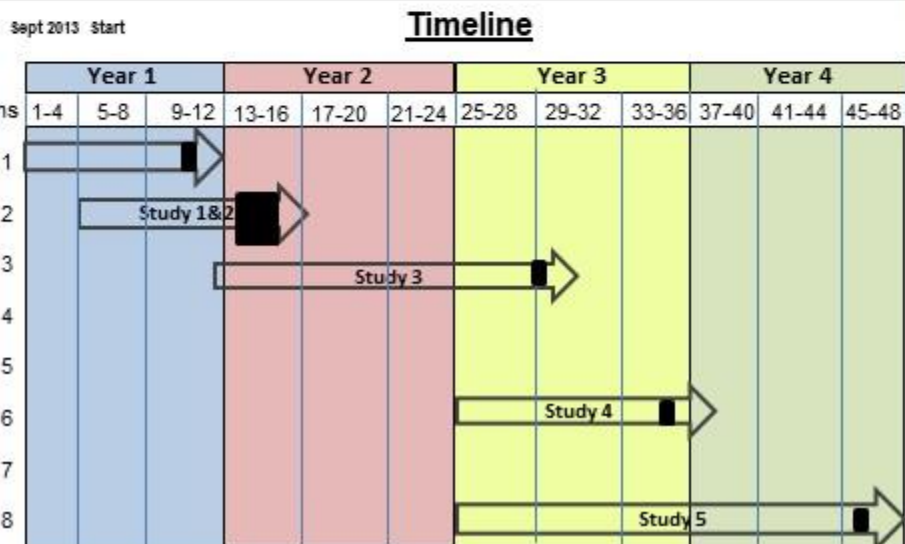 Sept 2013 Start
Timeline
Year 1 Year 2 Year 3 Year 4
1-4 5-8 9-12 13-16 17-20 21-24 25-28 29-32 33-36 37-40 41-44 45-48
1
2 Study 1&2
3 Study 3
4
5
6 Study 4
7
8 Study 5